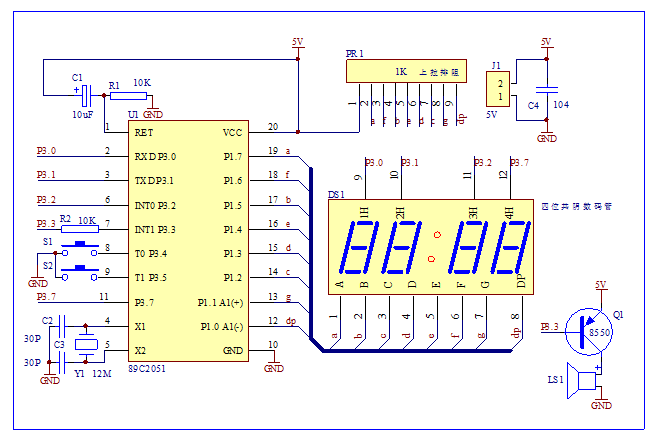 5V
PR1
1K 上拉排阻
1 2 3 4 5 6 7 8 9
a f b e d c g dp
J1
2
1
5V
5V
C4 104
GND
C1
10uF
R1 10K
GND
U1
1 RET VCC 20
P3.0 2 RXD P3.0 P1.7 19 a
P3.1 3 TXD P3.1 P1.6 18 f
P3.2 6 INT0 P3.2 P1.5 17 b
P3.3 R2 10K 7 INT1 P3.3 P1.4 16 e
S1 8 T0 P3.4 P1.3 15 d
S2 9 T1 P3.5 P1.2 14 c
GND
P3.7 11 P3.7 P1.1 A1(+) 13 g
4 X1 P1.0 A1(-) 12 dp
5 X2 GND 10
GND
89C2051
C2
30P
C3
30P
GND
Y1 12M
P3.0 P3.1 P3.2 P3.7
9 10 11 12
DS1
1H 2H 3H 4H
四位共阴数码管
A B C D E F G DP
1 2 3 4 5 6 7 8
a b c d e f g dp
5V
Q1
P3.3
8550
LS1
+
GND